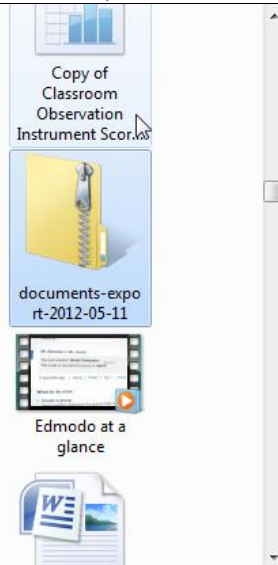 Copy of
Classroom
Observation
Instrument Scor...
documents-expo
rt-2012-05-11
Edmodo at a
glance
W